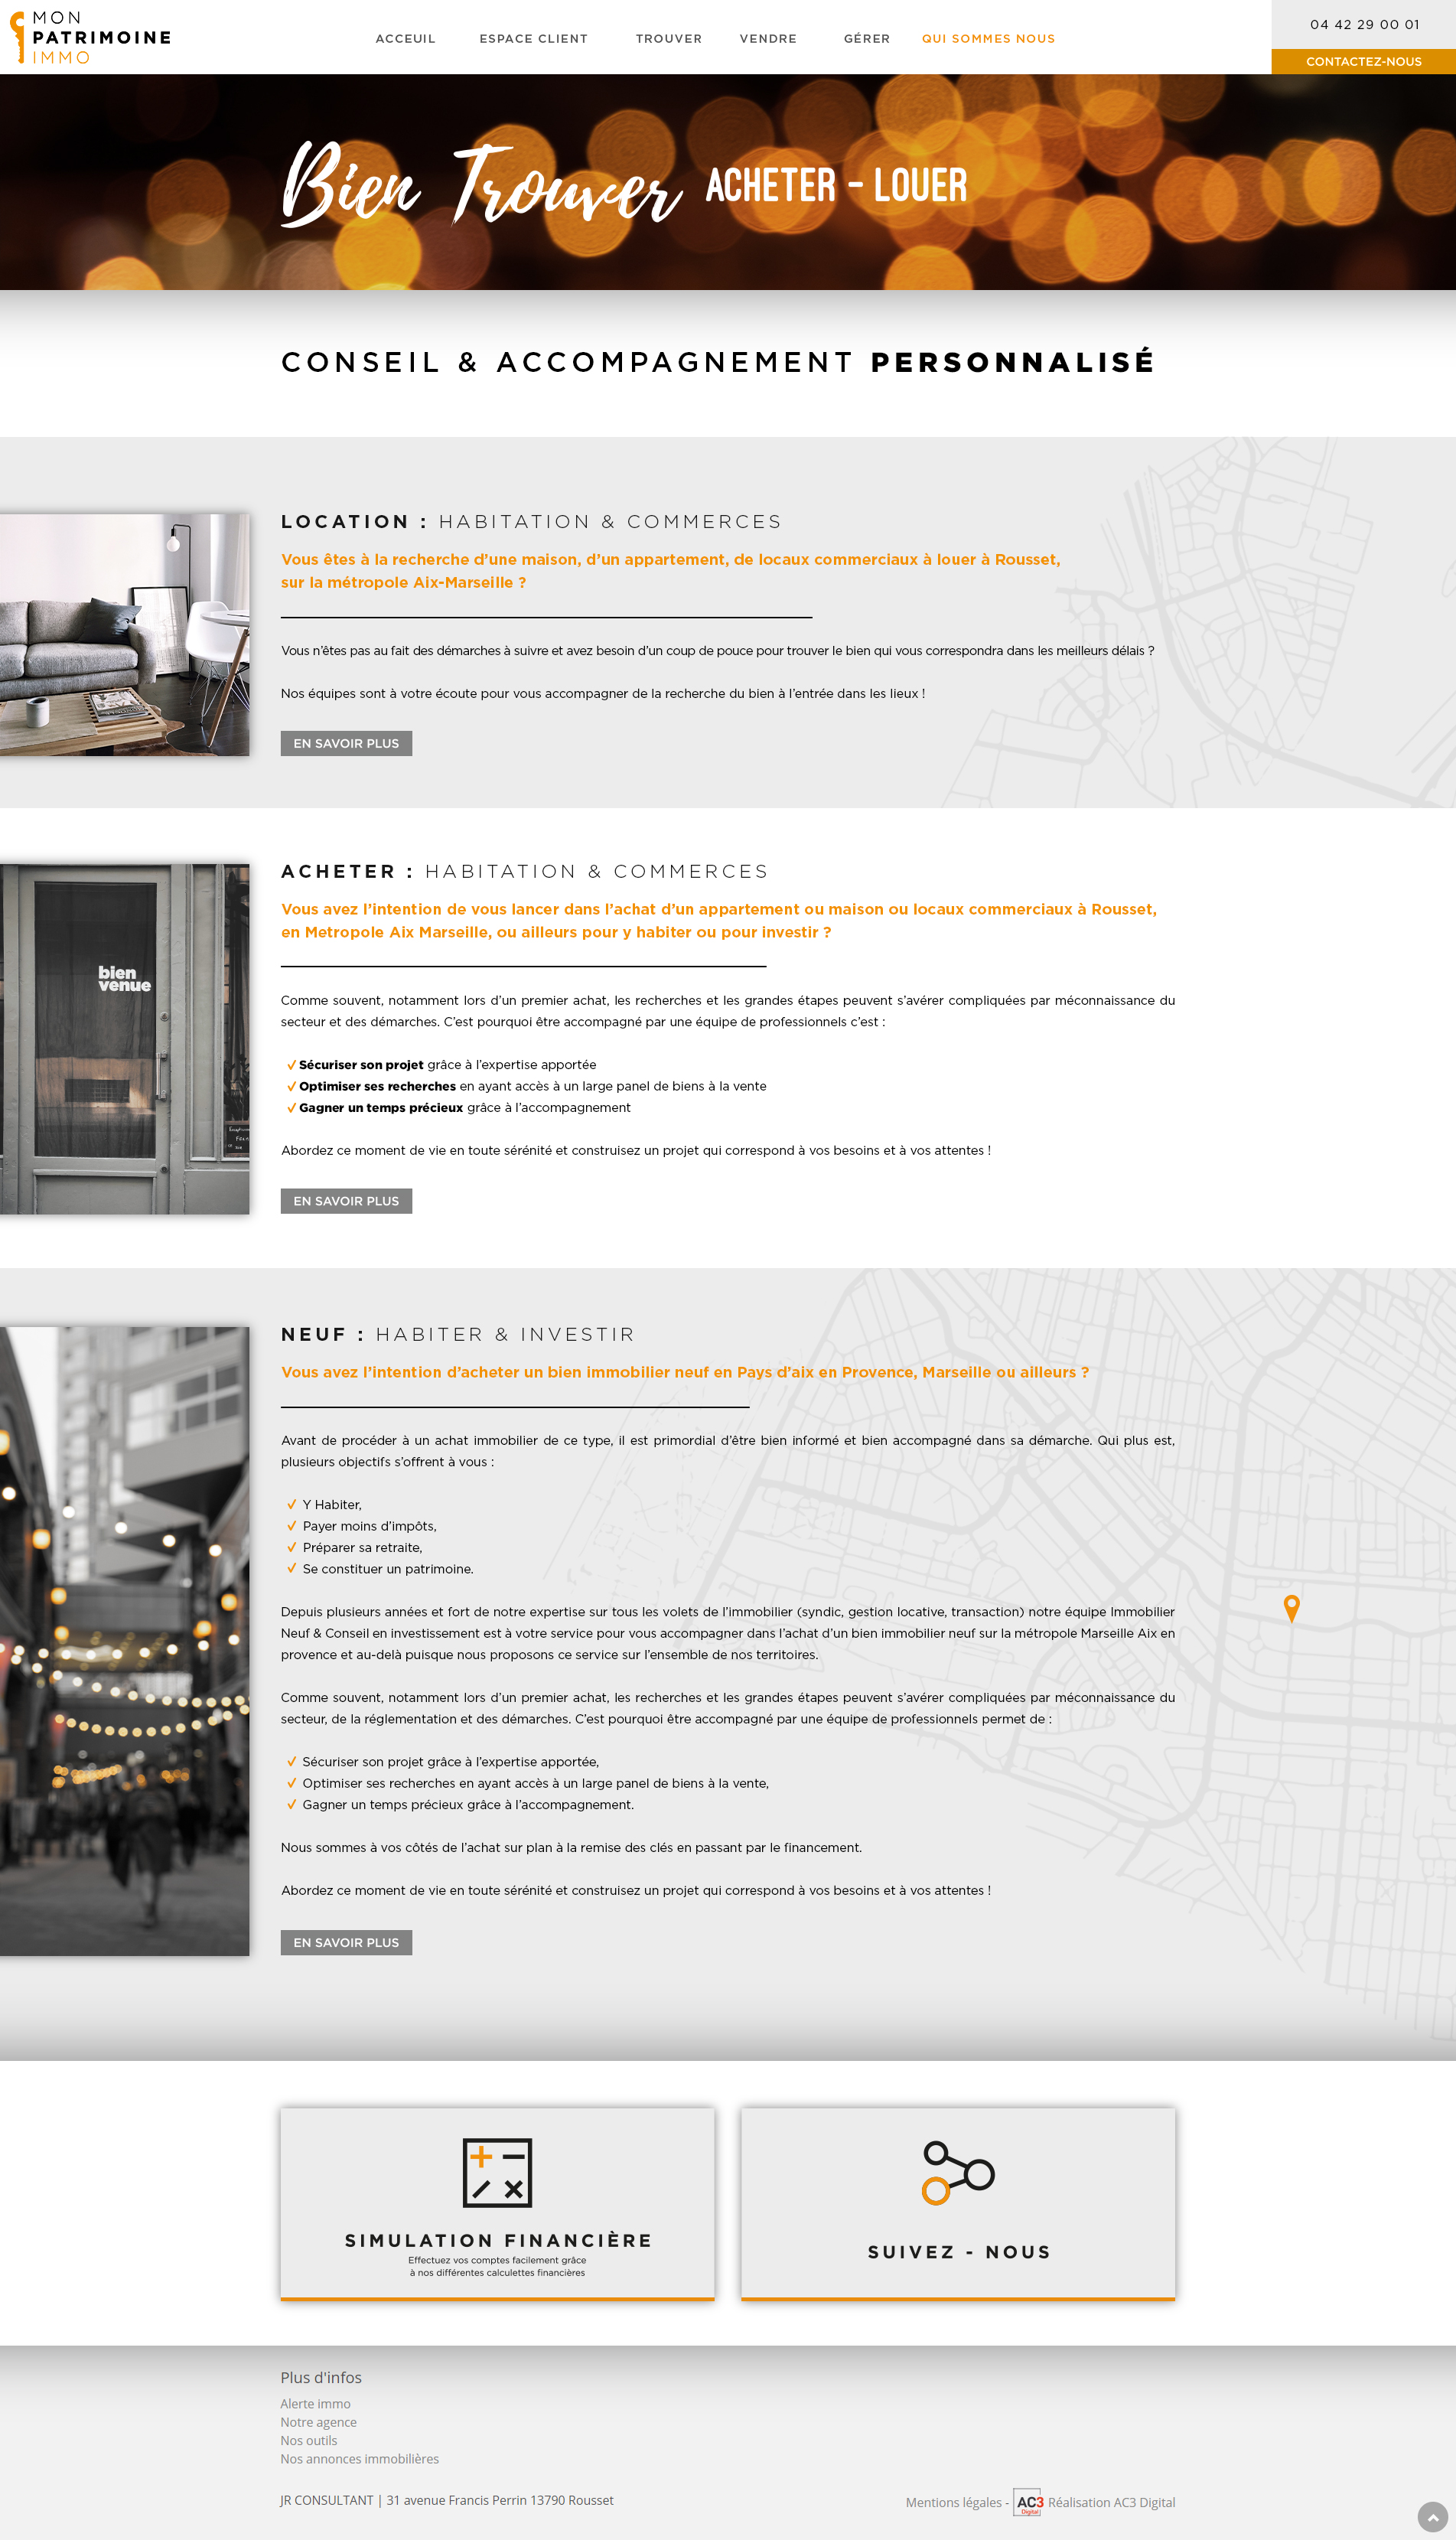 MON
PATRIMOINE
IMMO
ACCEUIL ESPACE CLIENT TROUVER VENDRE GÉRER QUI SOMMES NOUS
04 42 29 00 01
CONTACTEZ-NOUS
Bien Trouver ACHETER - LOUER
CONSEIL & ACCOMPAGNEMENT PERSONNALISÉ
LOCATION : HABITATION & COMMERCES
Vous êtes à la recherche d’une maison, d’un appartement, de locaux commerciaux à louer à Rousset,
sur la métropole Aix-Marseille ?
Vous n’êtes pas au fait des démarches à suivre et avez besoin d’un coup de pouce pour trouver le bien qui vous correspondra dans les meilleurs délais ?
Nos équipes sont à votre écoute pour vous accompagner de la recherche du bien à l’entrée dans les lieux !
EN SAVOIR PLUS
ACHETER : HABITATION & COMMERCES
Vous avez l’intention de vous lancer dans l’achat d’un appartement ou maison ou locaux commerciaux à Rousset,
en Metropole Aix Marseille, ou ailleurs pour y habiter ou pour investir ?
bien
venue
Comme souvent, notamment lors d’un premier achat, les recherches et les grandes étapes peuvent s’avérer compliquées par méconnaissance du
secteur et des démarches. C’est pourquoi être accompagné par une équipe de professionnels c’est :
Sécuriser son projet grâce à l’expertise apportée
Optimiser ses recherches en ayant accès à un large panel de biens à la vente
Gagner un temps précieux grâce à l’accompagnement
Abordez ce moment de vie en toute sérénité et construisez un projet qui correspond à vos besoins et à vos attentes !
EN SAVOIR PLUS
NEUF : HABITER & INVESTIR
Vous avez l’intention d’acheter un bien immobilier neuf en Pays d’aix en Provence, Marseille ou ailleurs ?
Avant de procéder à un achat immobilier de ce type, il est primordial d’être bien informé et bien accompagné dans sa démarche. Qui plus est,
plusieurs objectifs s’offrent à vous :
Y Habiter,
Payer moins d’impôts,
Préparer sa retraite,
Se constituer un patrimoine.
Depuis plusieurs années et fort de notre expertise sur tous les volets de l’immobilier (syndic, gestion locative, transaction) notre équipe Immobilier
Neuf & Conseil en investissement est à votre service pour vous accompagner dans l’achat d’un bien immobilier neuf sur la métropole Marseille Aix en
provence et au-delà puisque nous proposons ce service sur l’ensemble de nos territoires.
Comme souvent, notamment lors d’un premier achat, les recherches et les grandes étapes peuvent s’avérer compliquées par méconnaissance du
secteur, de la réglementation et des démarches. C’est pourquoi être accompagné par une équipe de professionnels permet de :
Sécuriser son projet grâce à l’expertise apportée,
Optimiser ses recherches en ayant accès à un large panel de biens à la vente,
Gagner un temps précieux grâce à l’accompagnement.
Nous sommes à vos côtés de l’achat sur plan à la remise des clés en passant par le financement.
Abordez ce moment de vie en toute sérénité et construisez un projet qui correspond à vos besoins et à vos attentes !
EN SAVOIR PLUS
SIMULATION FINANCIÈRE
Effectuez vos comptes facilement grâce
à nos différentes calculettes financières
SUIVEZ - NOUS
Plus d'infos
Alerte immo
Notre agence
Nos outils
Nos annonces immobilières
JR CONSULTANT | 31 avenue Francis Perrin 13790 Rousset
Mentions légales - AC3 Digital Réalisation AC3 Digital